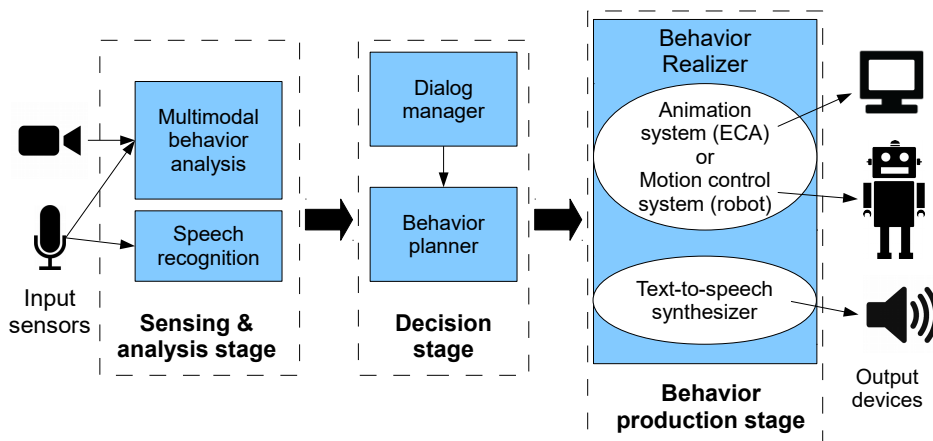 Input
sensors
Multimodal
behavior
analysis
Speech
recognition
Sensing &
analysis stage
Dialog
manager
Behavior
planner
Decision
stage
Behavior
Realizer
Animation
system (ECA)
or
Motion control
system (robot)
Text-to-speech
synthesizer
Behavior
production stage
Output
devices